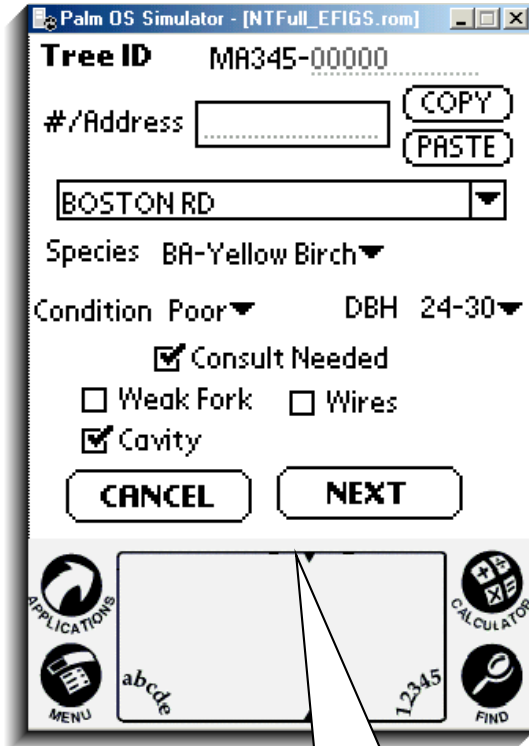 Palm OS Simulator - [NTFull_EFIGS.rom]
Tree ID MA345-00000
#/Address COPY
PASTE
BOSTON RD
Species BA-Yellow Birch
Condition Poor DBH 24-30
Consult Needed
Weak Fork Wires
Cavity
CANCEL NEXT
APPLICATIONS CALCULATOR
abcde 12345
MENU FIND